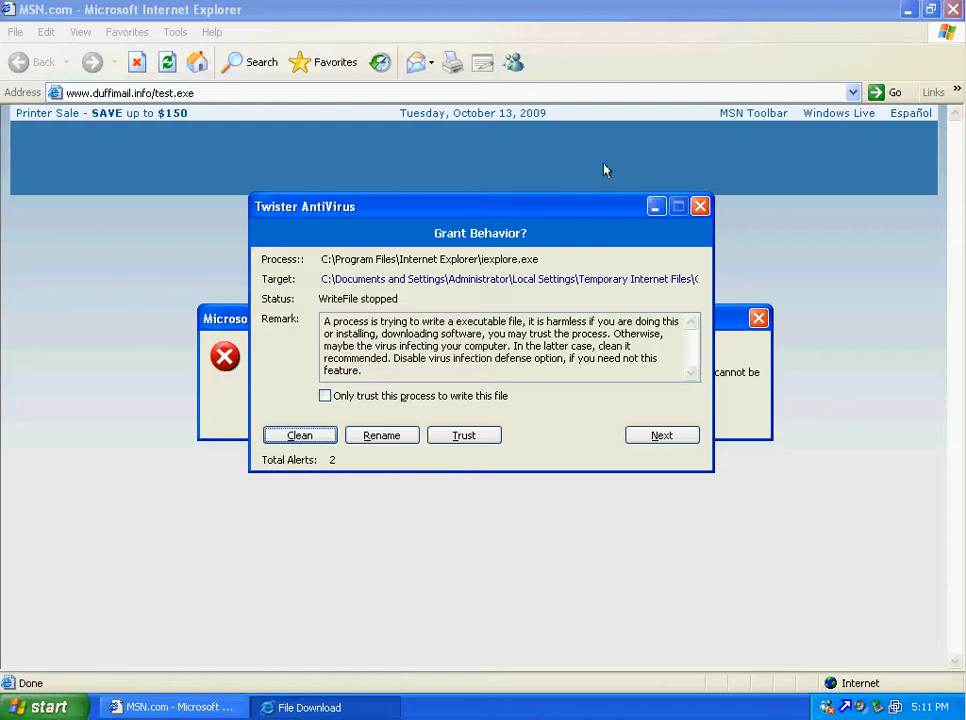 MSN.com - Microsoft Internet Explorer
File Edit View Favorites Tools Help
Back Search Favorites
Address www.duffimail.info/test.exe Go Links »
Printer Sale - SAVE up to $150 Tuesday, October 13, 2009 MSN Toolbar Windows Live Español
Twister AntiVirus
Grant Behavior?
Process:: C:\Program Files\Internet Explorer\iexplore.exe
Target: C:\Documents and Settings\Administrator\Local Settings\Temporary Internet Files\
Status: WriteFile stopped
Remark: A process is trying to write a executable file, it is harmless if you are doing this
or installing, downloading software, you may trust the process. Otherwise,
maybe the virus infecting your computer. In the latter case, clean it
recommended. Disable virus infection defense option, if you need not this
feature.
Microso
cannot be
Only trust this process to write this file
Clean Rename Trust Next
Total Alerts: 2
Done Internet
start MSN.com - Microsoft ... File Download 5:11 PM